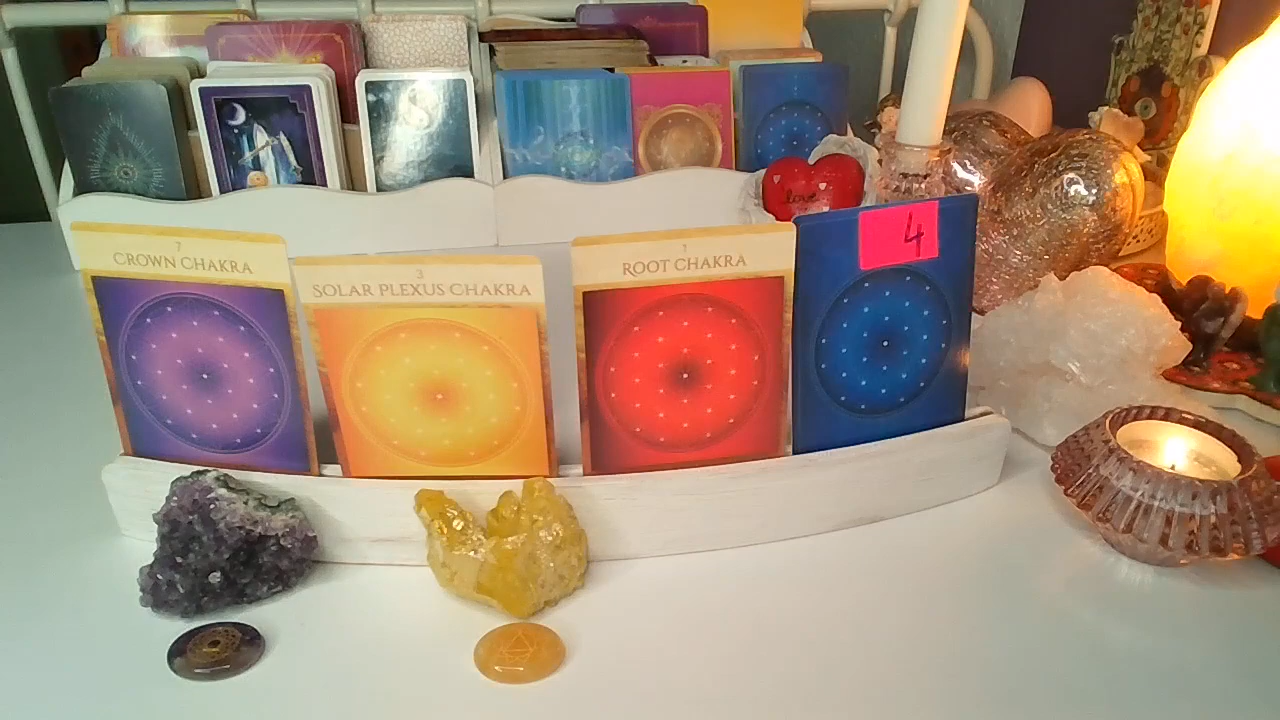 love
4
7
CROWN CHAKRA
3
SOLAR PLEXUS CHAKRA
1
ROOT CHAKRA